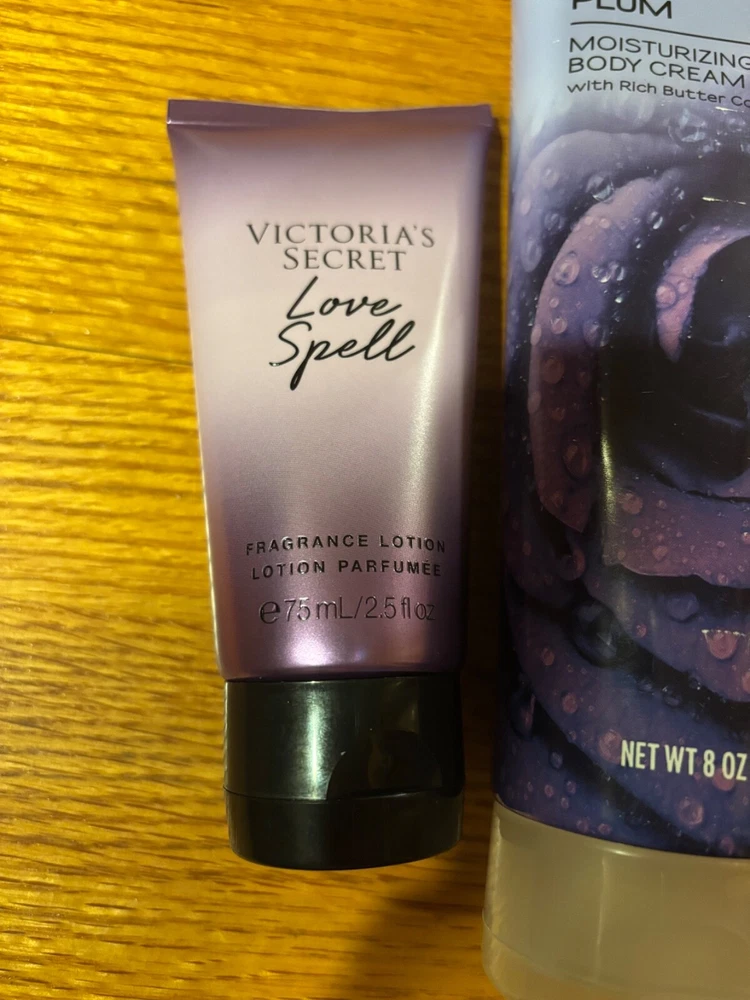 VICTORIA'S
SECRET
Love
Spell
FRAGRANCE LOTION
LOTION PARFUMÉE
℮75 mL/2.5 fl oz
PLUM
MOISTURIZING
BODY CREAM
with Rich Butter
NET WT 8 OZ